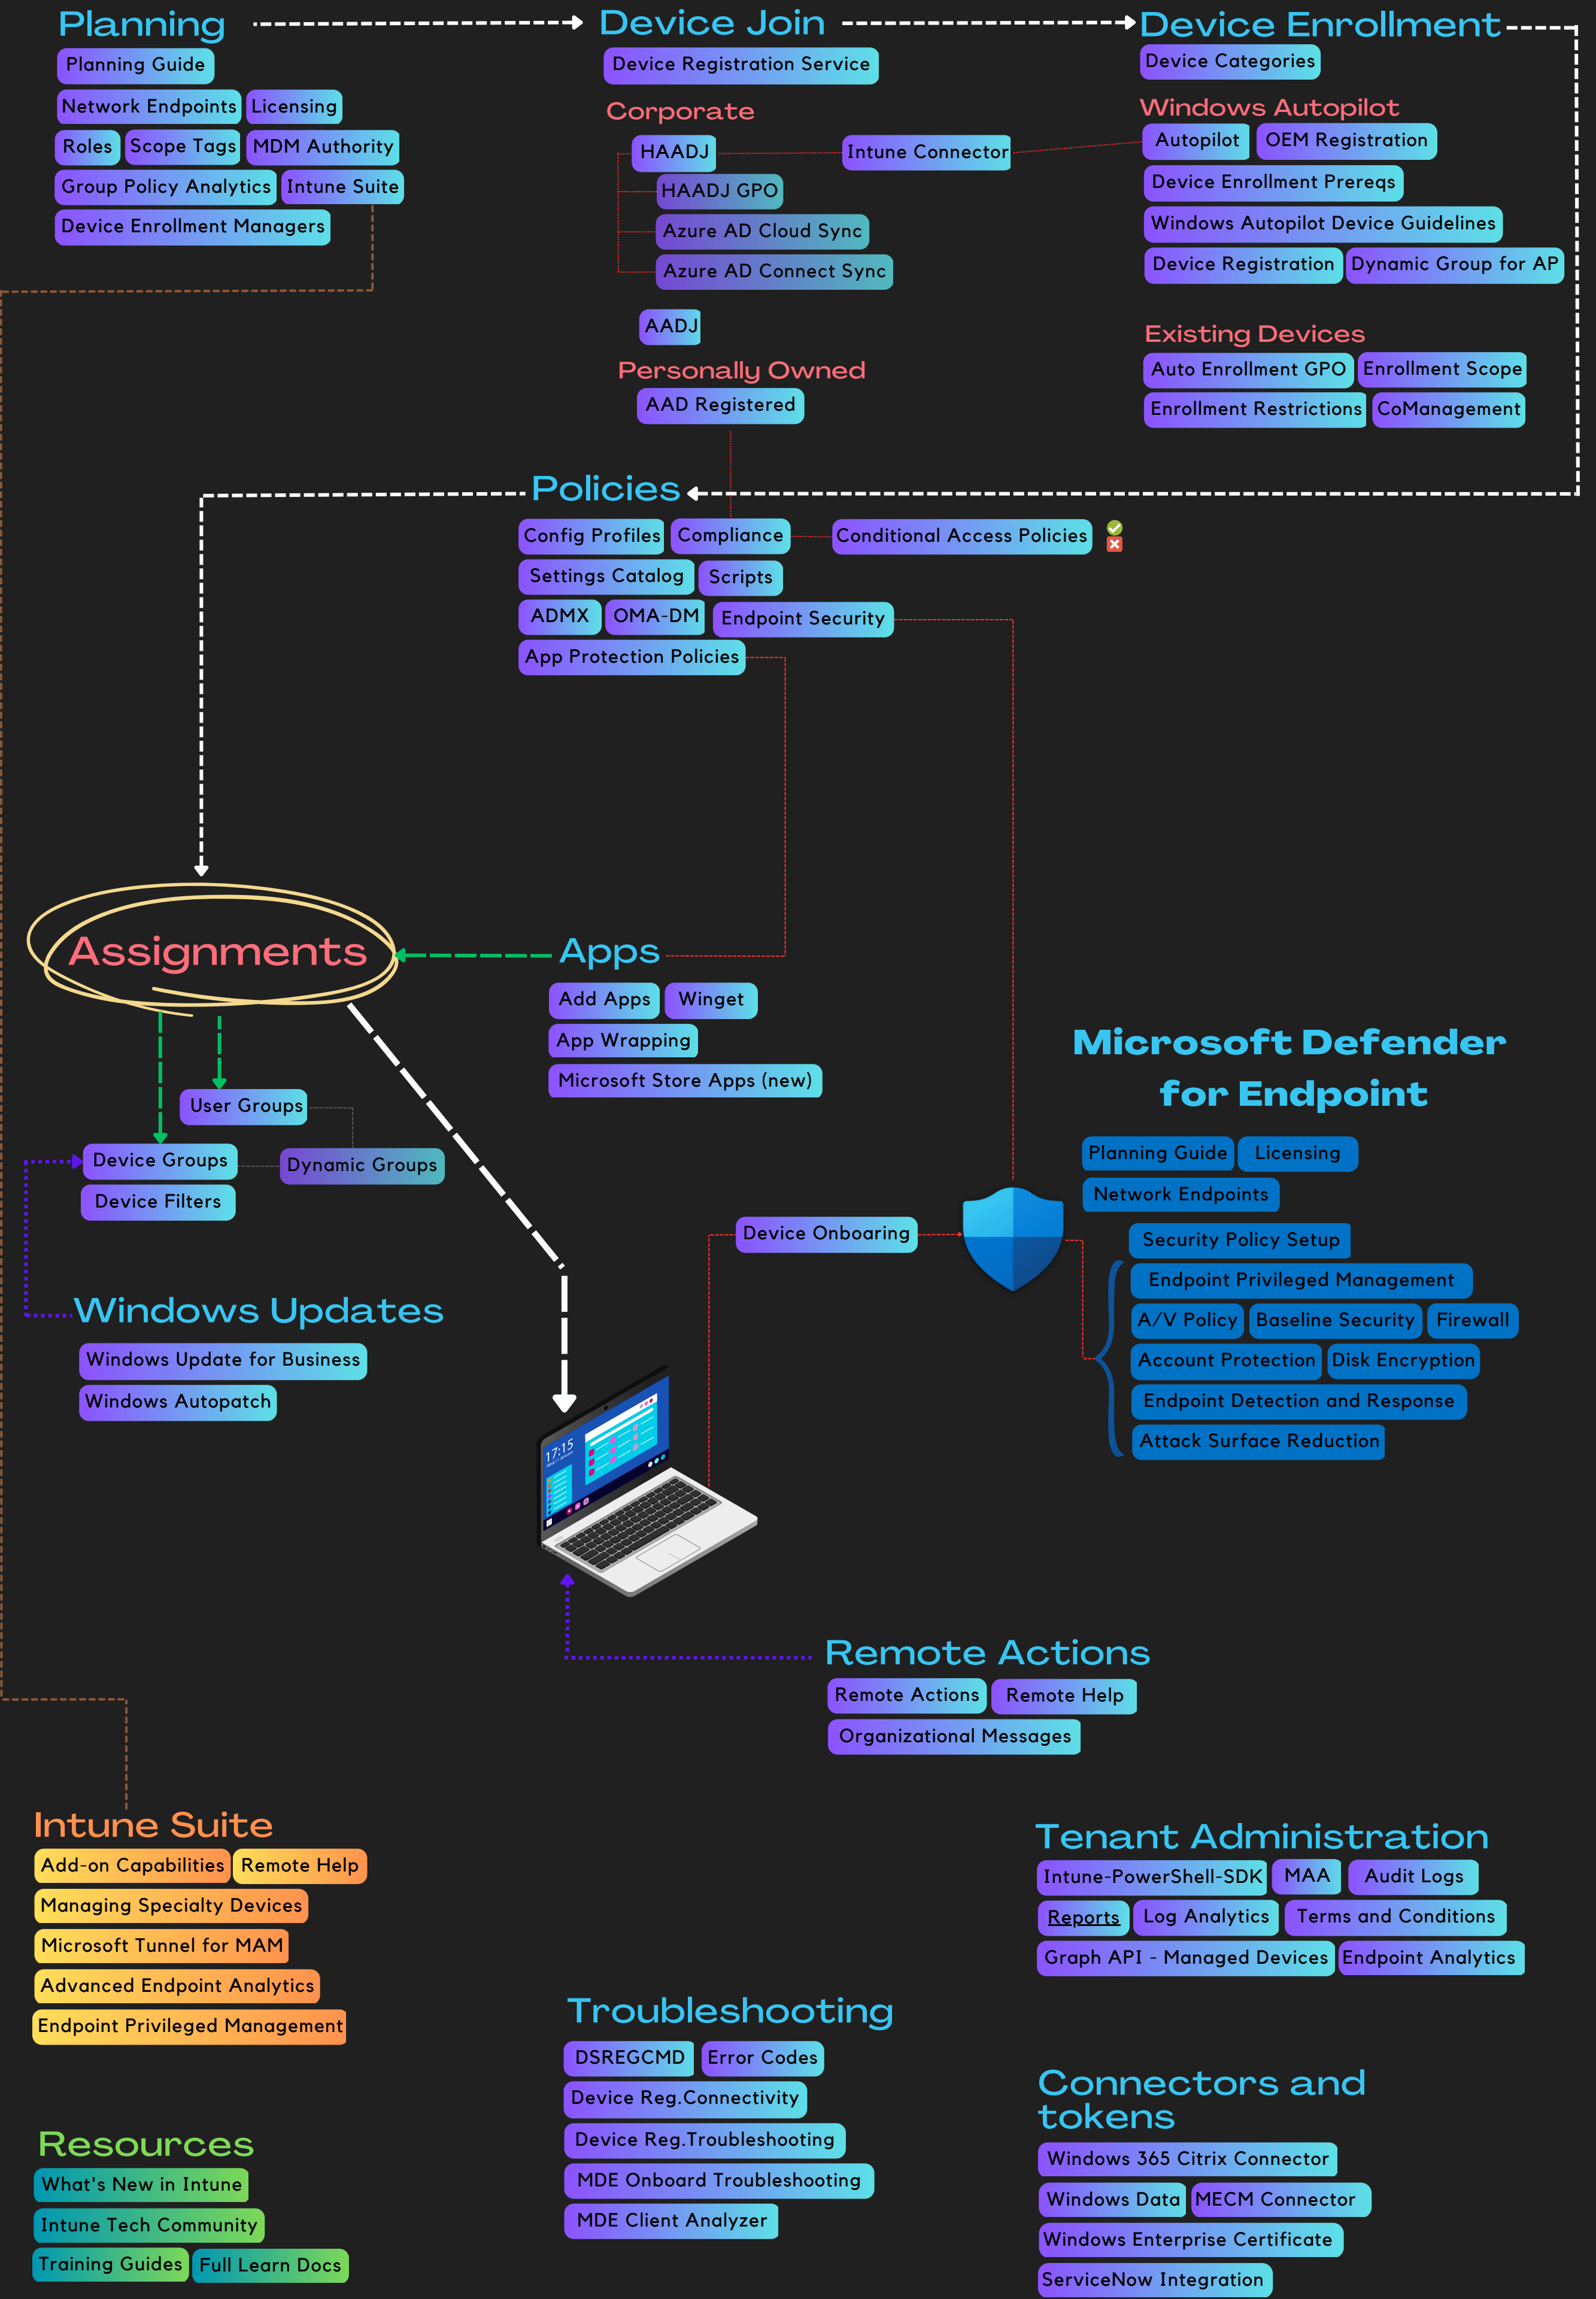 Planning
Planning Guide
Network Endpoints
Licensing
Roles
Scope Tags
MDM Authority
Group Policy Analytics
Intune Suite
Device Enrollment Managers
Device Join
Device Registration Service
Corporate
HAADJ
Intune Connector
HAADJ GPO
Azure AD Cloud Sync
Azure AD Connect Sync
AADJ
Personally Owned
AAD Registered
Device Enrollment
Device Categories
Windows Autopilot
Autopilot
OEM Registration
Device Enrollment Prereqs
Windows Autopilot Device Guidelines
Device Registration
Dynamic Group for AP
Existing Devices
Auto Enrollment GPO
Enrollment Scope
Enrollment Restrictions
CoManagement
Policies
Config Profiles
Compliance
Conditional Access Policies
Settings Catalog
Scripts
ADMX
OMA-DM
Endpoint Security
App Protection Policies
Assignments
User Groups
Device Groups
Dynamic Groups
Device Filters
Apps
Add Apps
Winget
App Wrapping
Microsoft Store Apps (new)
Microsoft Defender
for Endpoint
Planning Guide
Licensing
Network Endpoints
Security Policy Setup
Endpoint Privileged Management
A/V Policy
Baseline Security
Firewall
Account Protection
Disk Encryption
Endpoint Detection and Response
Attack Surface Reduction
Device Onboaring
Windows Updates
Windows Update for Business
Windows Autopatch
17:15
Remote Actions
Remote Actions
Remote Help
Organizational Messages
Intune Suite
Add-on Capabilities
Remote Help
Managing Specialty Devices
Microsoft Tunnel for MAM
Advanced Endpoint Analytics
Endpoint Privileged Management
Tenant Administration
Intune-PowerShell-SDK
MAA
Audit Logs
Reports
Log Analytics
Terms and Conditions
Graph API - Managed Devices
Endpoint Analytics
Troubleshooting
DSREGCMD
Error Codes
Device Reg.Connectivity
Device Reg.Troubleshooting
MDE Onboard Troubleshooting
MDE Client Analyzer
Connectors and
tokens
Windows 365 Citrix Connector
Windows Data
MECM Connector
Windows Enterprise Certificate
ServiceNow Integration
Resources
What's New in Intune
Intune Tech Community
Training Guides
Full Learn Docs